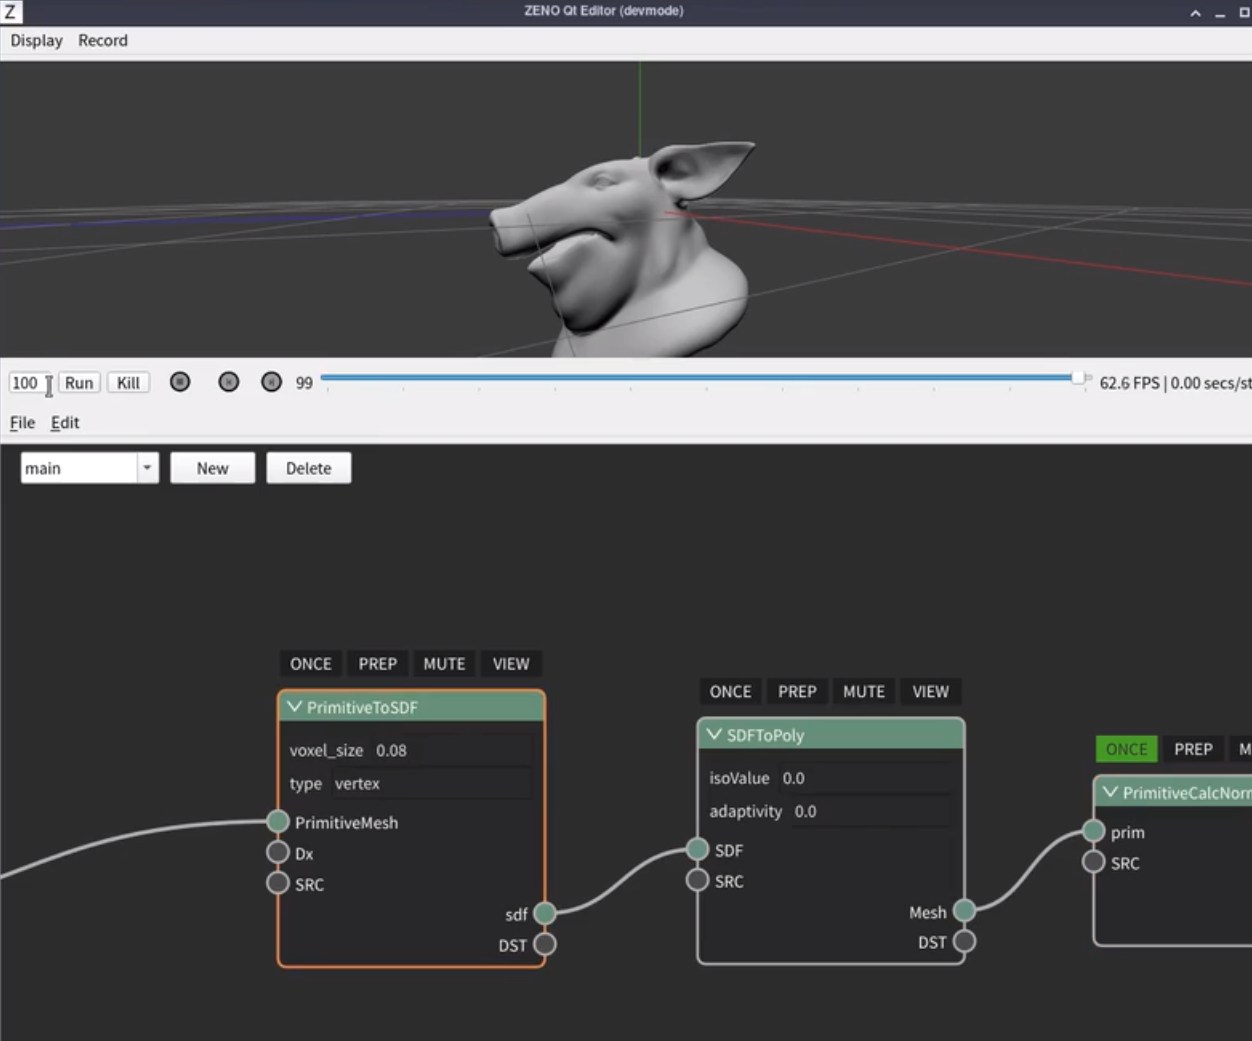 Z ZENO Qt Editor (devmode)
Display Record
100 Run Kill 99 62.6 FPS | 0.00 secs/st
File Edit
main New Delete
ONCE PREP MUTE VIEW
PrimitiveToSDF
voxel_size 0.08
type vertex
PrimitiveMesh
Dx
SRC
sdf
DST
ONCE PREP MUTE VIEW
SDFToPoly
isoValue 0.0
adaptivity 0.0
SDF
SRC
Mesh
DST
ONCE PREP M
PrimitiveCalcNorr
prim
SRC